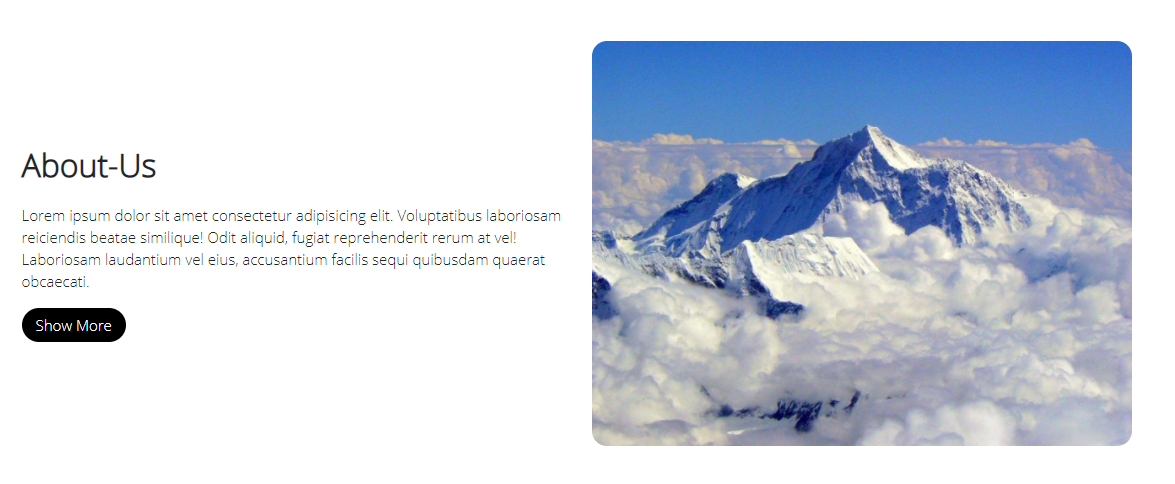 About-Us
Lorem ipsum dolor sit amet consectetur adipisicing elit. Voluptatibus laboriosam
reiciendis beatae similique! Odit aliquid, fugiat reprehenderit rerum at vel!
Laboriosam laudantium vel eius, accusantium facilis sequi quibusdam quaerat
obcaecati.
Show More